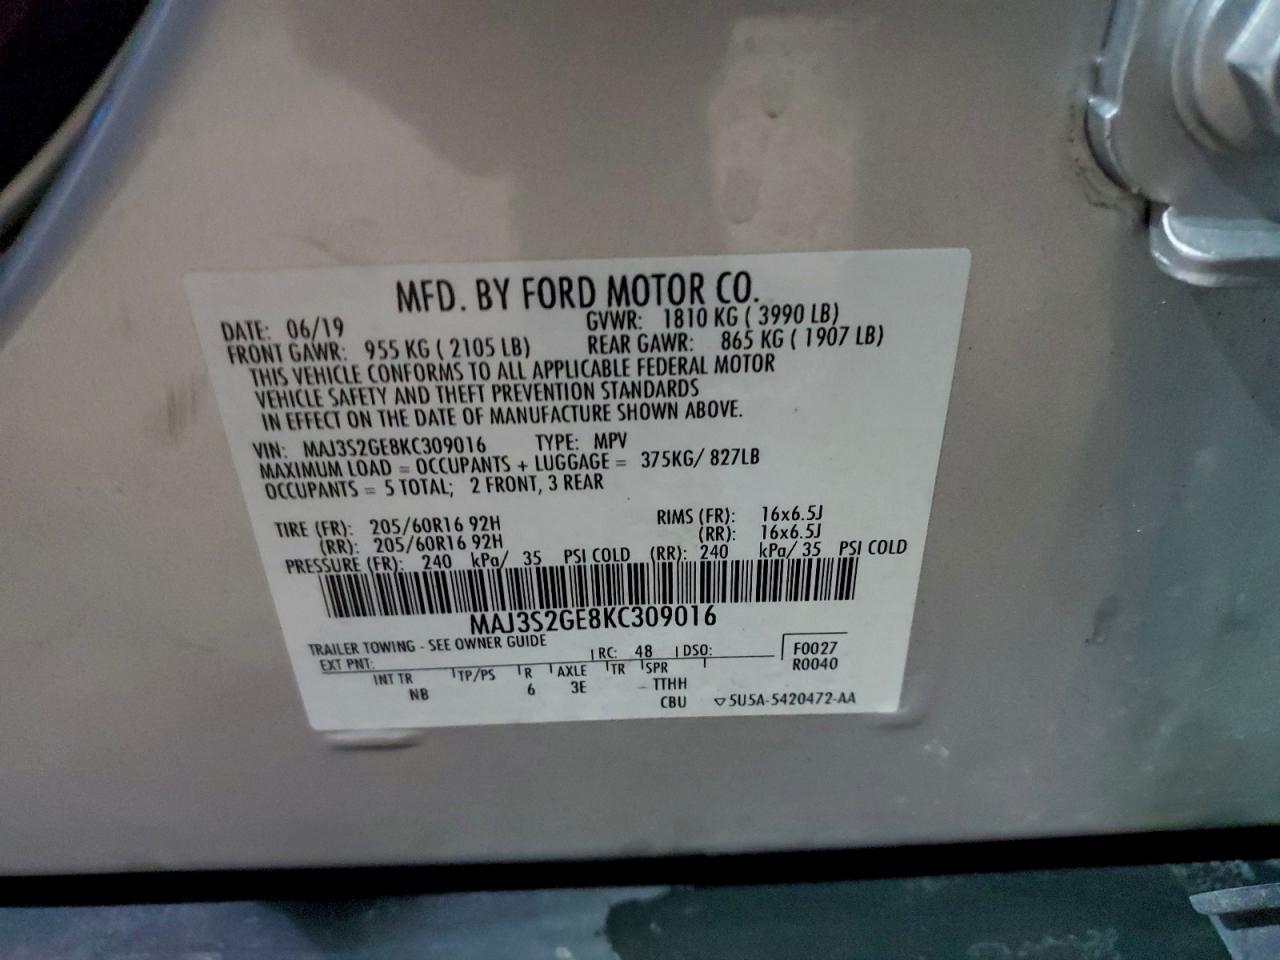 MFD. BY FORD MOTOR CO.
DATE: 06/19 GVWR: 1810 KG ( 3990 LB)
FRONT GAWR: 955 KG ( 2105 LB) REAR GAWR: 865 KG ( 1907 LB)
THIS VEHICLE CONFORMS TO ALL APPLICABLE FEDERAL MOTOR
VEHICLE SAFETY AND THEFT PREVENTION STANDARDS
IN EFFECT ON THE DATE OF MANUFACTURE SHOWN ABOVE.
VIN: MAJ3S2GE8KC309016 TYPE: MPV
MAXIMUM LOAD = OCCUPANTS + LUGGAGE = 375KG/ 827LB
OCCUPANTS = 5 TOTAL; 2 FRONT, 3 REAR
TIRE (FR): 205/60R16 92H RIMS (FR): 16x6.5J
(RR): 205/60R16 92H (RR): 16x6.5J
PRESSURE (FR): 240 kPa/ 35 PSI COLD (RR): 240 kPa/ 35 PSI COLD
MAJ3S2GE8KC309016
TRAILER TOWING - SEE OWNER GUIDE
EXT PNT: RC: 48 DSO: F0027
R0040
INT TR TP/PS R AXLE TR SPR
NB 6 3E TTHH
CBU ▽5U5A-5420472-AA